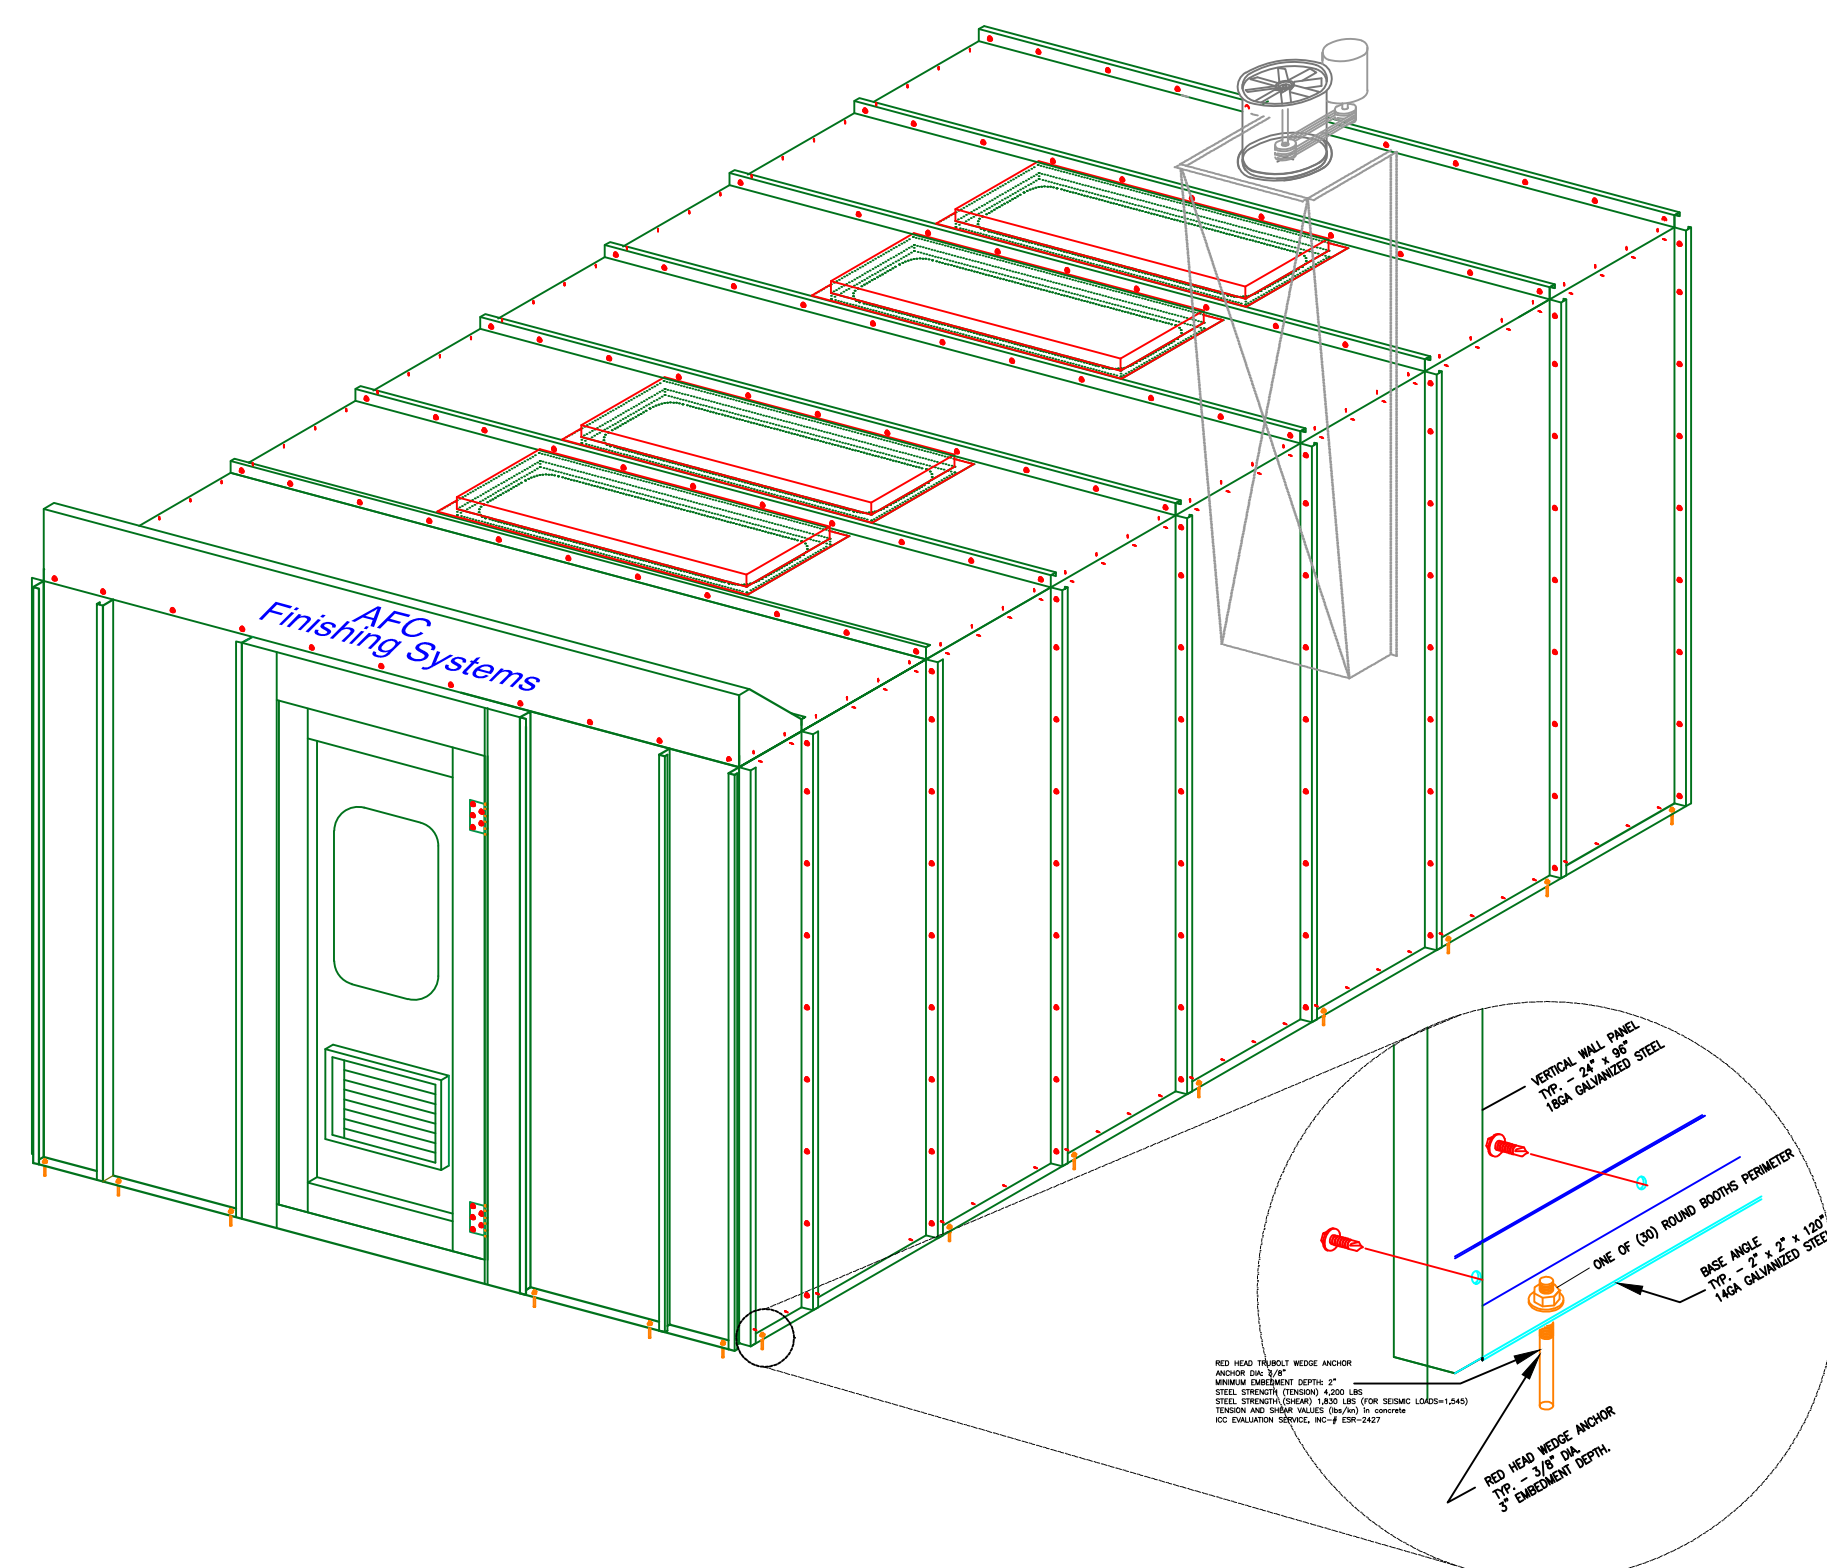 AFC
Finishing Systems
VERTICAL WALL PANEL
TYP. - 24" x 96"
18GA GALVANIZED STEEL
ONE OF (30) ROUND BOOTHS PERIMETER
BASE ANGLE
TYP. - 2" x 2" x 120"
14GA GALVANIZED STEEL
RED HEAD TRUBOLT WEDGE ANCHOR
ANCHOR DIA: 3/8"
MINIMUM EMBEDMENT DEPTH: 2"
STEEL STRENGTH (TENSION) 4,200 LBS
STEEL STRENGTH (SHEAR) 1,830 LBS (FOR SEISMIC LOADS=1,545)
TENSION AND SHEAR VALUES (lbs/kn) in concrete
ICC EVALUATION SERVICE, INC-# ESR-2427
RED HEAD WEDGE ANCHOR
TYP. - 3/8" DIA.
3" EMBEDMENT DEPTH.